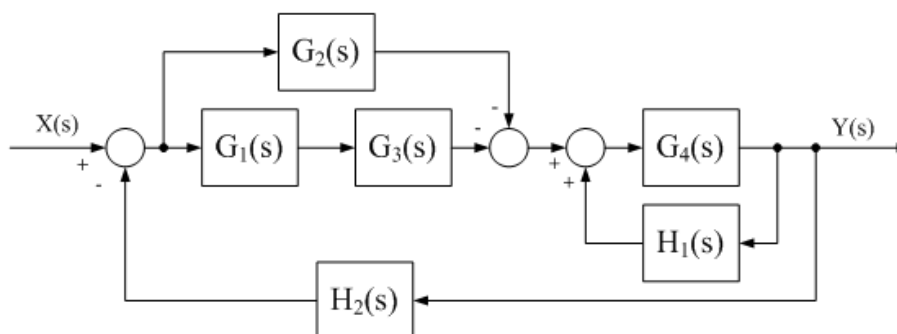 G₂(s)
X(s)
Y(s)
-
-
+
G₁(s)
G₃(s)
+
G₄(s)
-
+
H₁(s)
H₂(s)